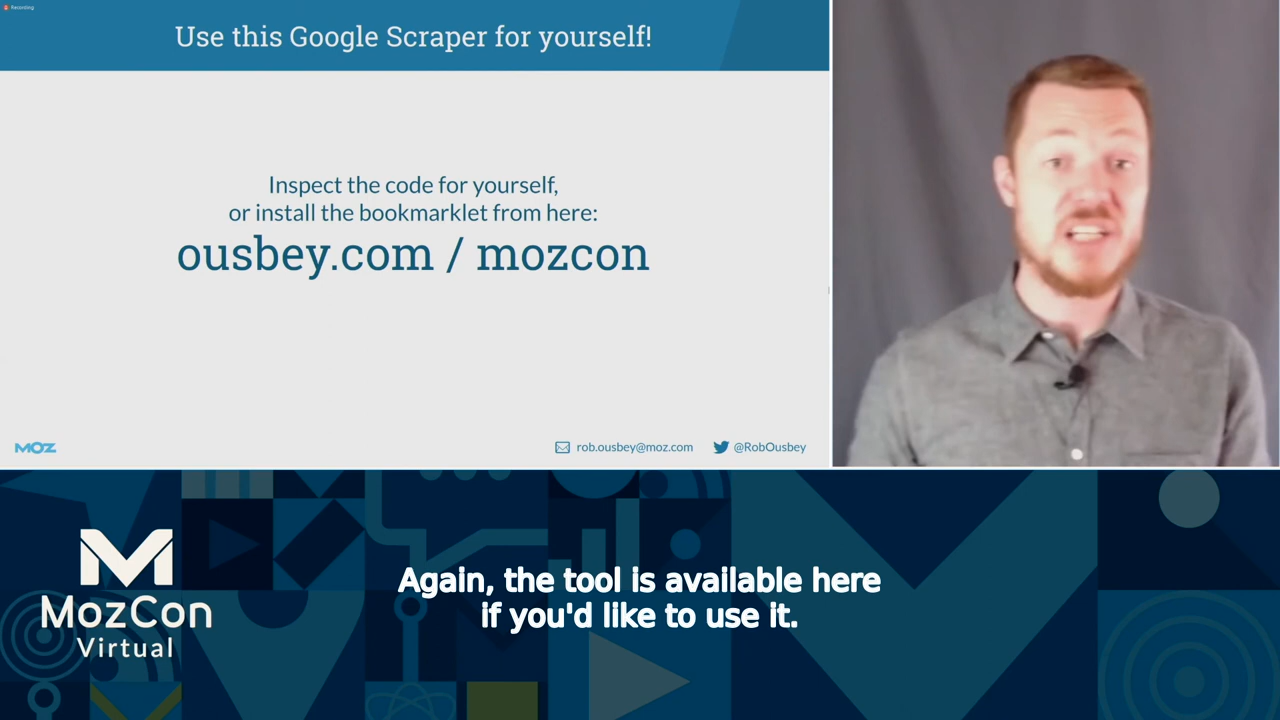 Recording
Use this Google Scraper for yourself!
Inspect the code for yourself,
or install the bookmarklet from here:
ousbey.com / mozcon
MOZ
rob.ousbey@moz.com
@RobOusbey
M
MozCon
Virtual
Again, the tool is available here
if you'd like to use it.